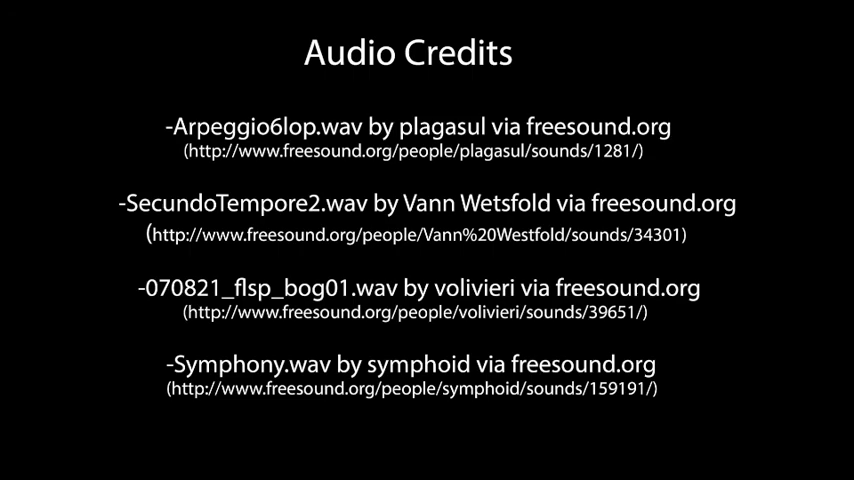 Audio Credits
-Arpeggio6lop.wav by plagasul via freesound.org
(http://www.freesound.org/people/plagasul/sounds/1281/)
-SecundoTempore2.wav by Vann Wetsfold via freesound.org
(http://www.freesound.org/people/Vann%20Westfold/sounds/34301)
-070821_flsp_bog01.wav by volivieri via freesound.org
(http://www.freesound.org/people/volivieri/sounds/39651/)
-Symphony.wav by symphoid via freesound.org
(http://www.freesound.org/people/symphoid/sounds/159191/)